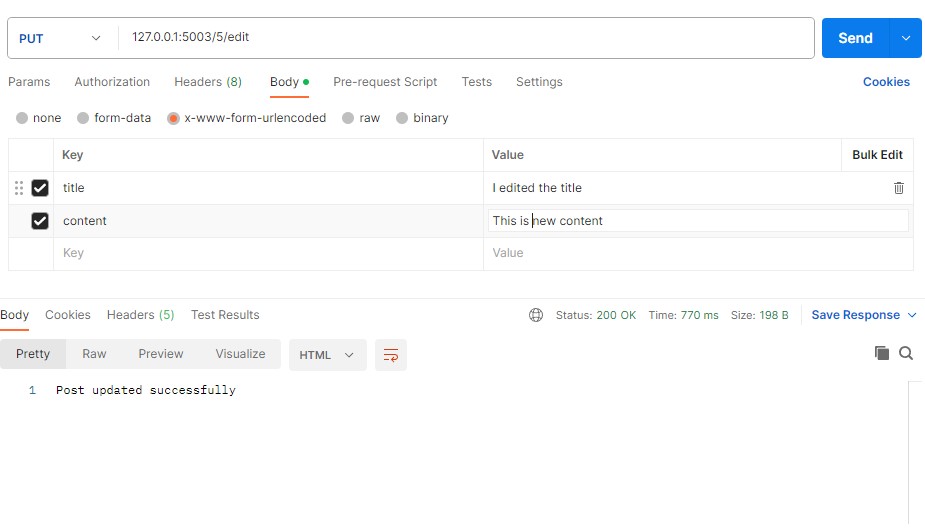 PUT 127.0.0.1:5003/5/edit Send
Params Authorization Headers (8) Body Pre-request Script Tests Settings Cookies
none form-data x-www-form-urlencoded raw binary
Key Value Bulk Edit
title I edited the title
content This is new content
Key Value
Body Cookies Headers (5) Test Results Status: 200 OK Time: 770 ms Size: 198 B Save Response
Pretty Raw Preview Visualize HTML
1 Post updated successfully